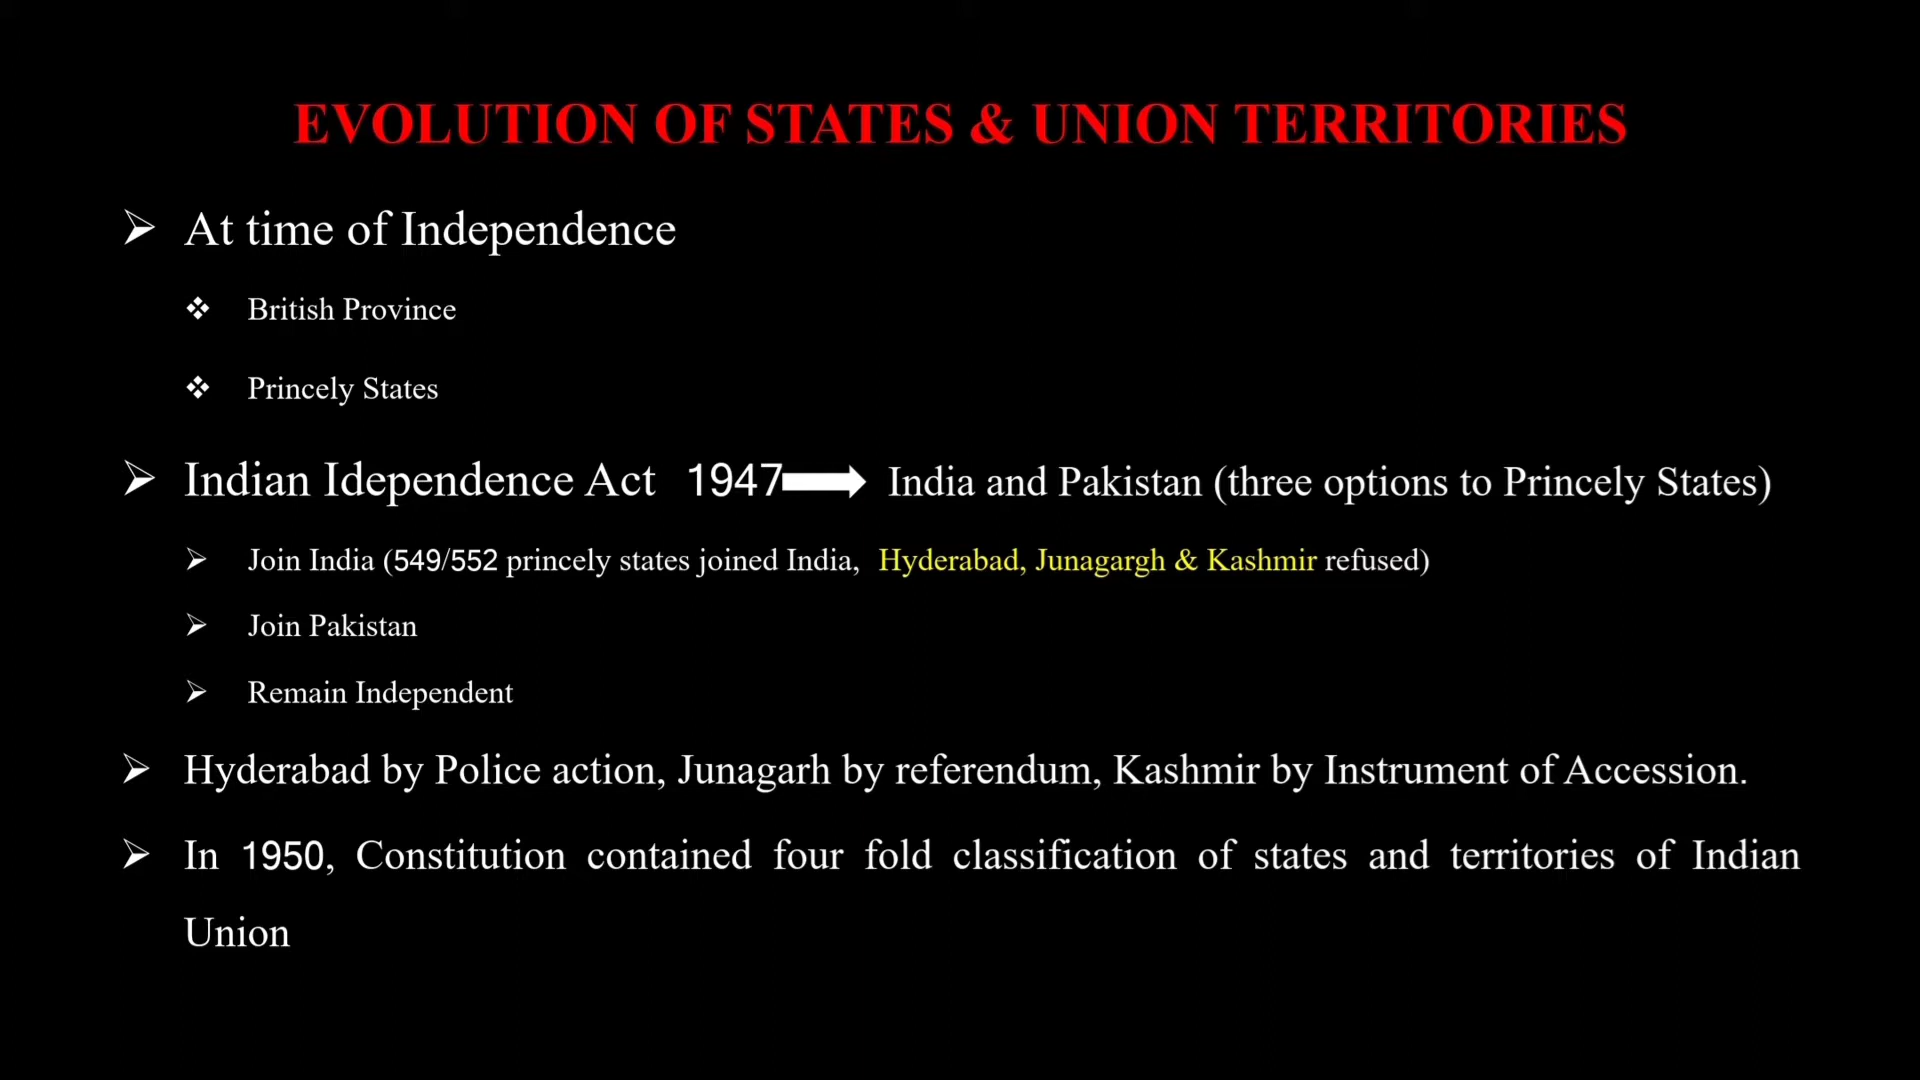 EVOLUTION OF STATES & UNION TERRITORIES
At time of Independence
British Province
Princely States
Indian Idependence Act 1947 India and Pakistan (three options to Princely States)
Join India (549/552 princely states joined India, Hyderabad, Junagargh & Kashmir refused)
Join Pakistan
Remain Independent
Hyderabad by Police action, Junagarh by referendum, Kashmir by Instrument of Accession.
In 1950, Constitution contained four fold classification of states and territories of Indian
Union